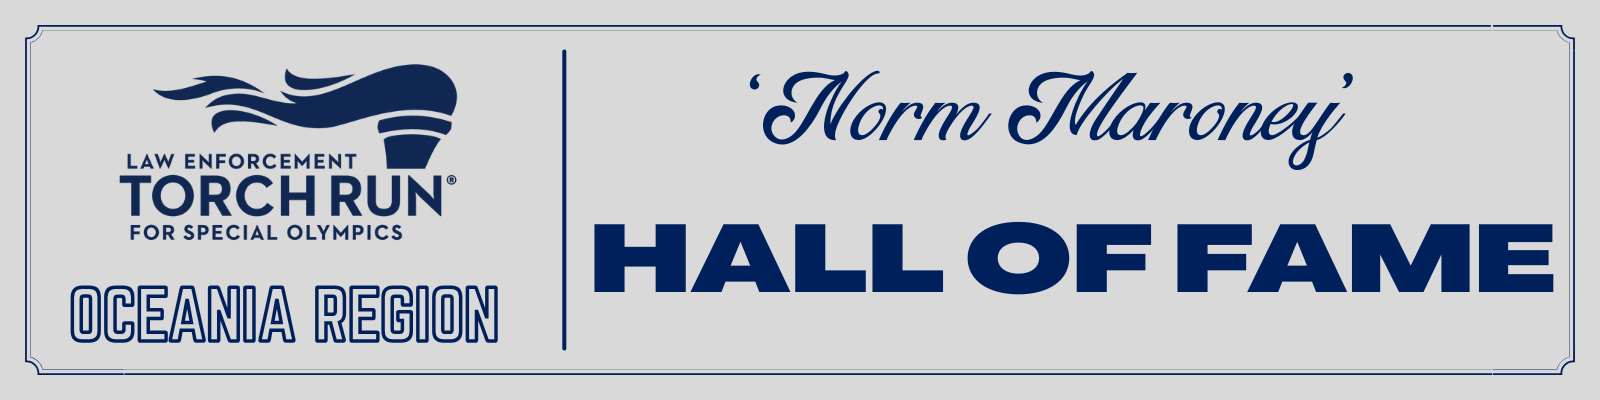 LAW ENFORCEMENT
TORCH RUN®
FOR SPECIAL OLYMPICS
OCEANIA REGION
‘Norm Maroney’
HALL OF FAME